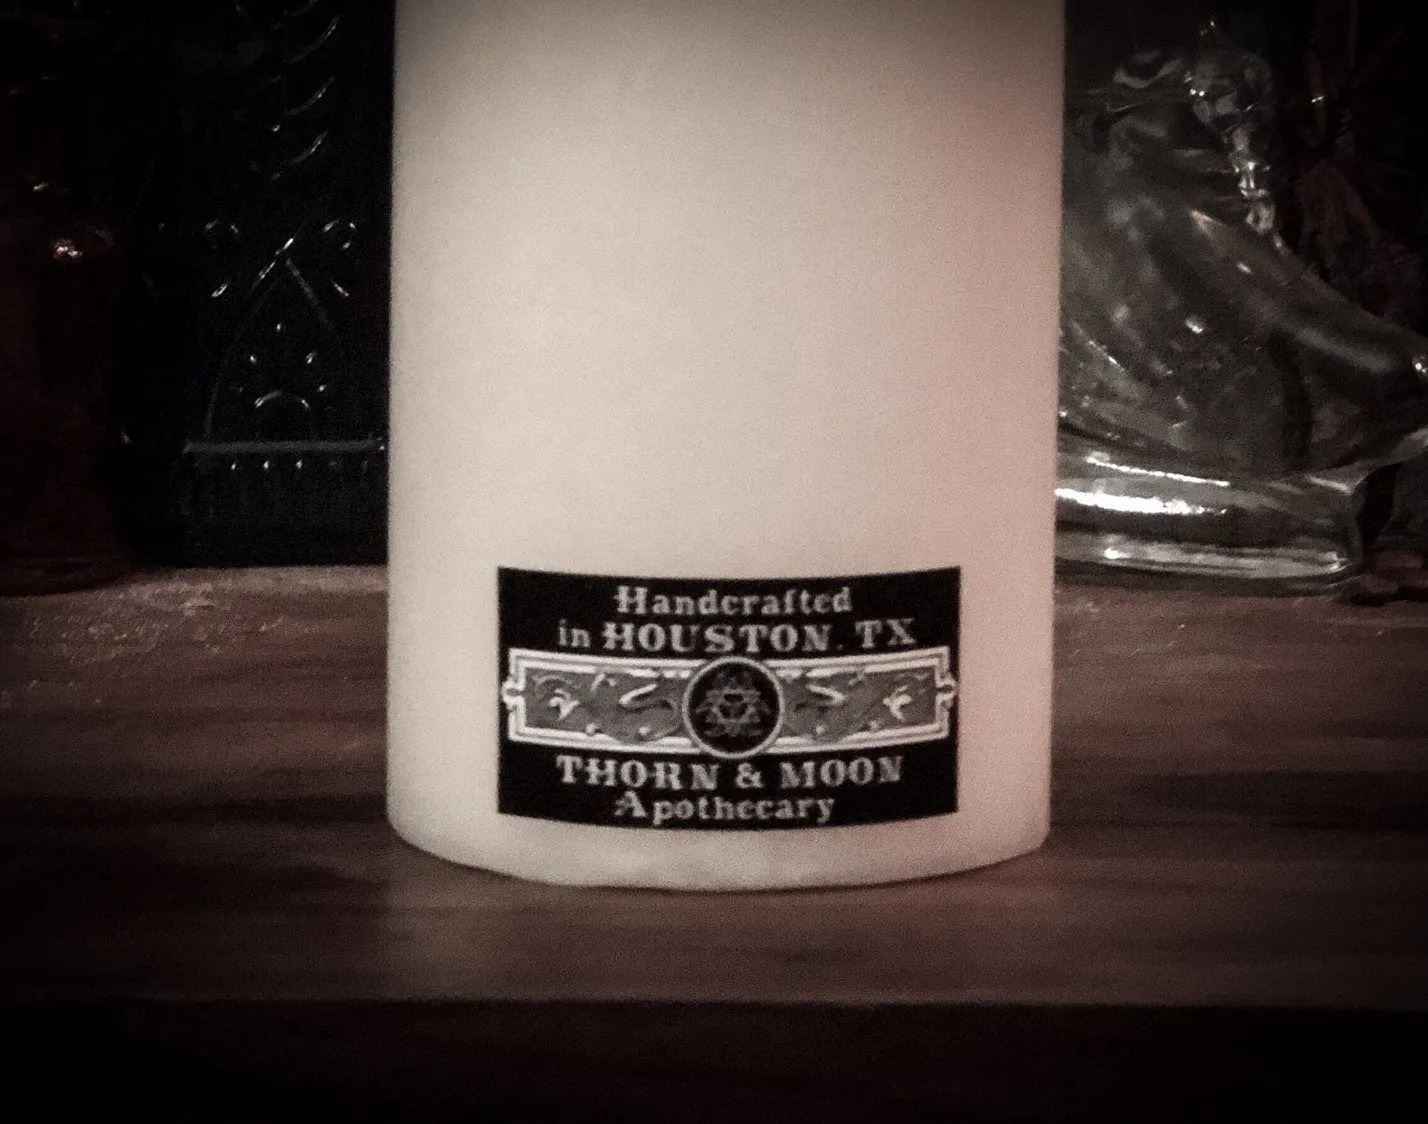 Handcrafted
in HOUSTON, TX
THORN & MOON
Apothecary